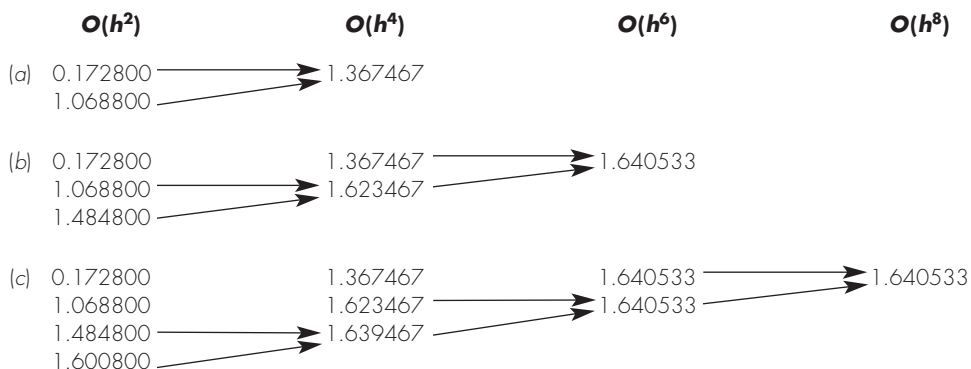 O(h²) O(h⁴) O(h⁶) O(h⁸)
(a) 0.172800 1.367467
1.068800
(b) 0.172800 1.367467 1.640533
1.068800 1.623467
1.484800
(c) 0.172800 1.367467 1.640533 1.640533
1.068800 1.623467 1.640533
1.484800 1.639467
1.600800